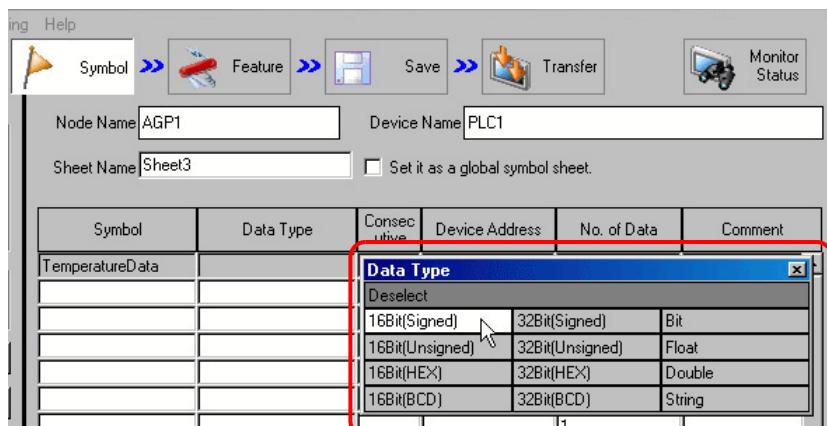 ing Help
Symbol Feature Save Transfer Monitor Status
Node Name AGP1 Device Name PLC1
Sheet Name Sheet3 Set it as a global symbol sheet.
Symbol Data Type Consecutive Device Address No. of Data Comment
TemperatureData
Data Type
Deselect
16Bit(Signed) 32Bit(Signed) Bit
16Bit(Unsigned) 32Bit(Unsigned) Float
16Bit(HEX) 32Bit(HEX) Double
16Bit(BCD) 32Bit(BCD) String
1